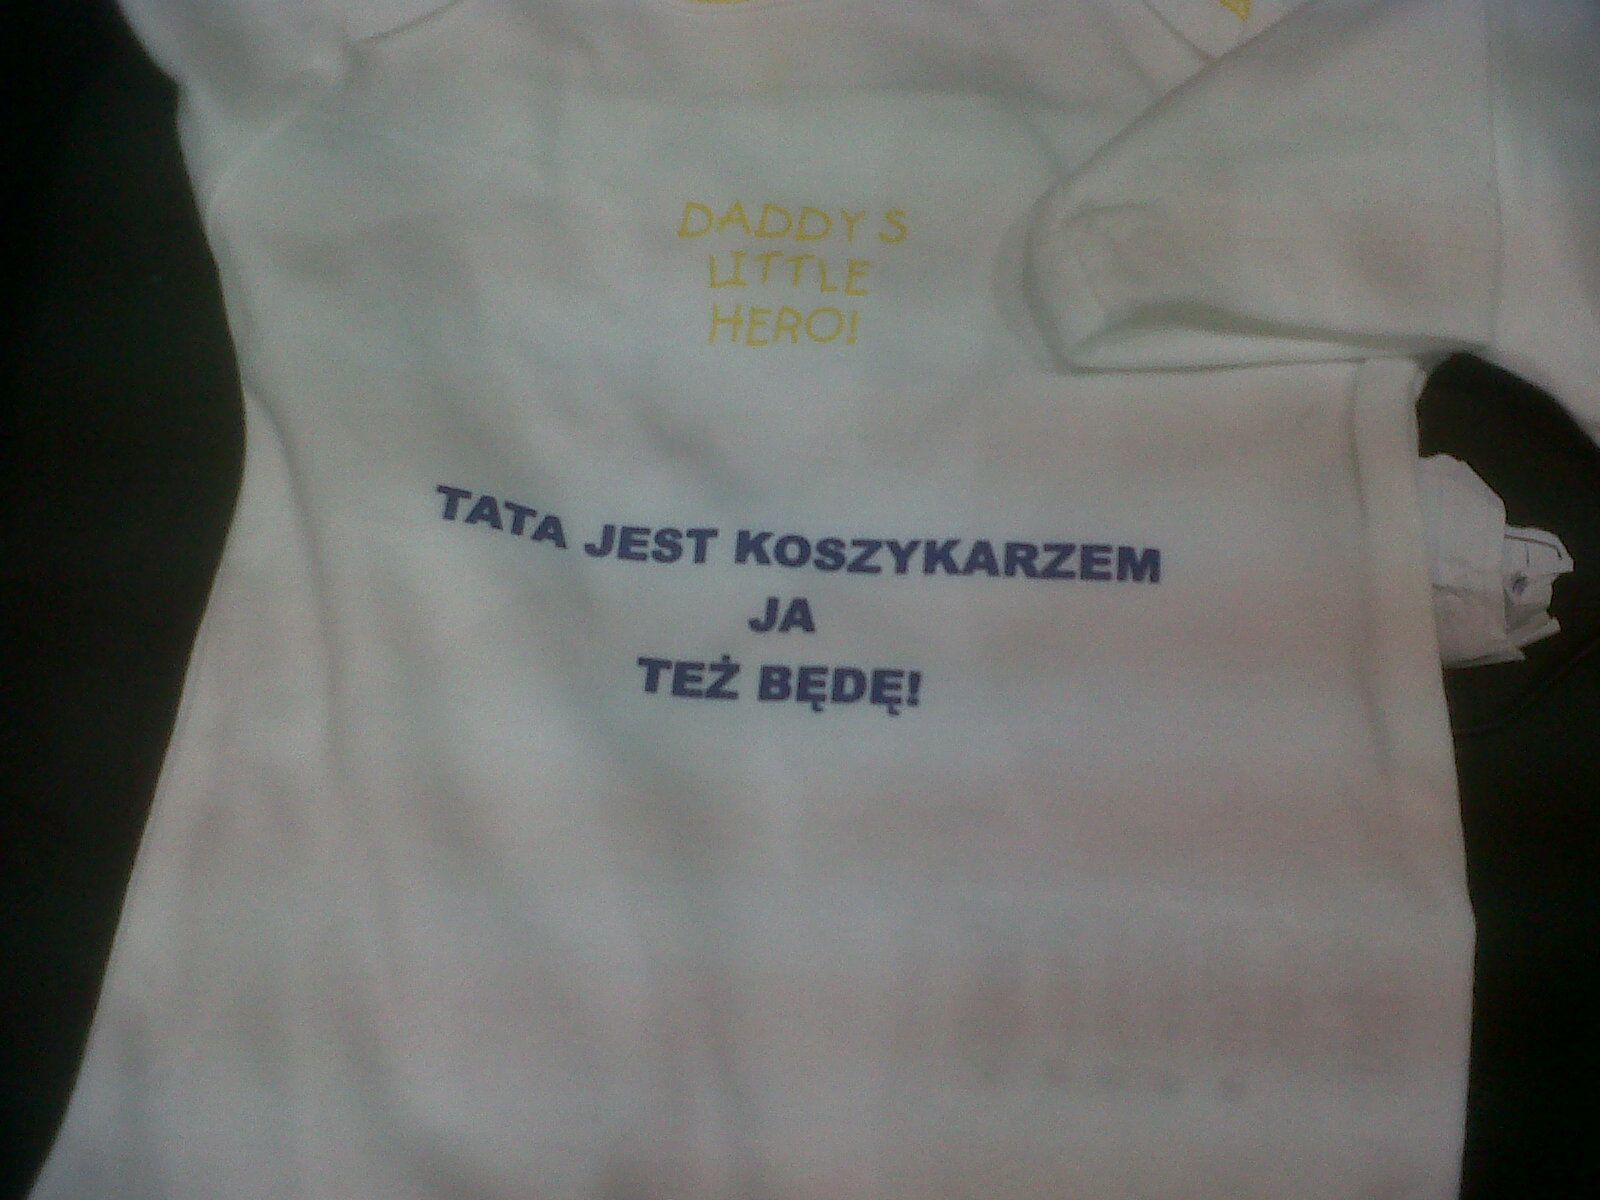 DADDY S
LITTLE
HERO!
TATA JEST KOSZYKARZEM
JA
TEŻ BĘDĘ!